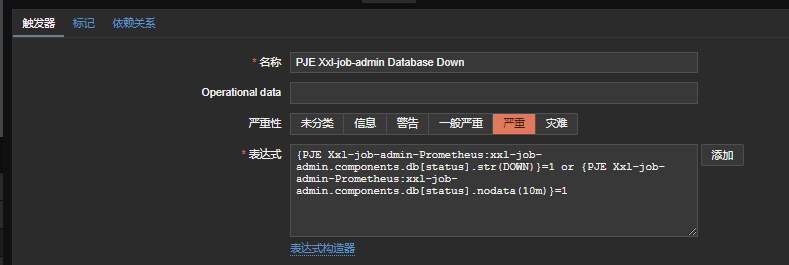 触发器 标记 依赖关系
* 名称 PJE Xxl-job-admin Database Down
Operational data
严重性 未分类 信息 警告 一般严重 严重 灾难
* 表达式 {PJE Xxl-job-admin-Prometheus:xxl-job- 添加
admin.components.db[status].str(DOWN)}=1 or {PJE Xxl-job-
admin-Prometheus:xxl-job-
admin.components.db[status].nodata(10m)}=1
表达式构造器